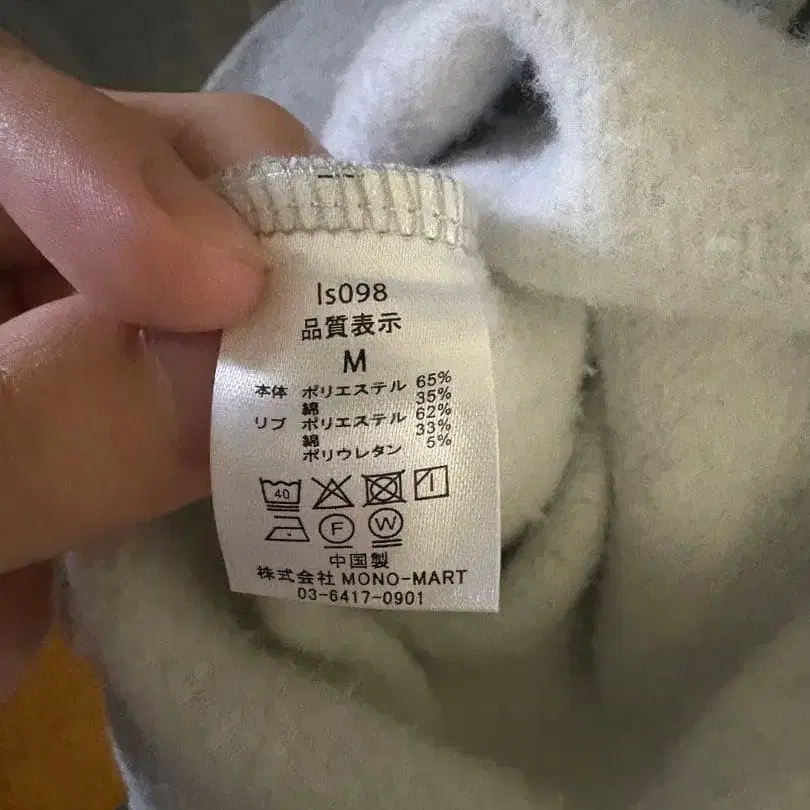 ls098
品質表示
M
本体 ポリエステル 65%
綿 35%
リブ ポリエステル 62%
綿 33%
ポリウレタン 5%
40
F W
中国製
株式会社 MONO-MART
03-6417-0901